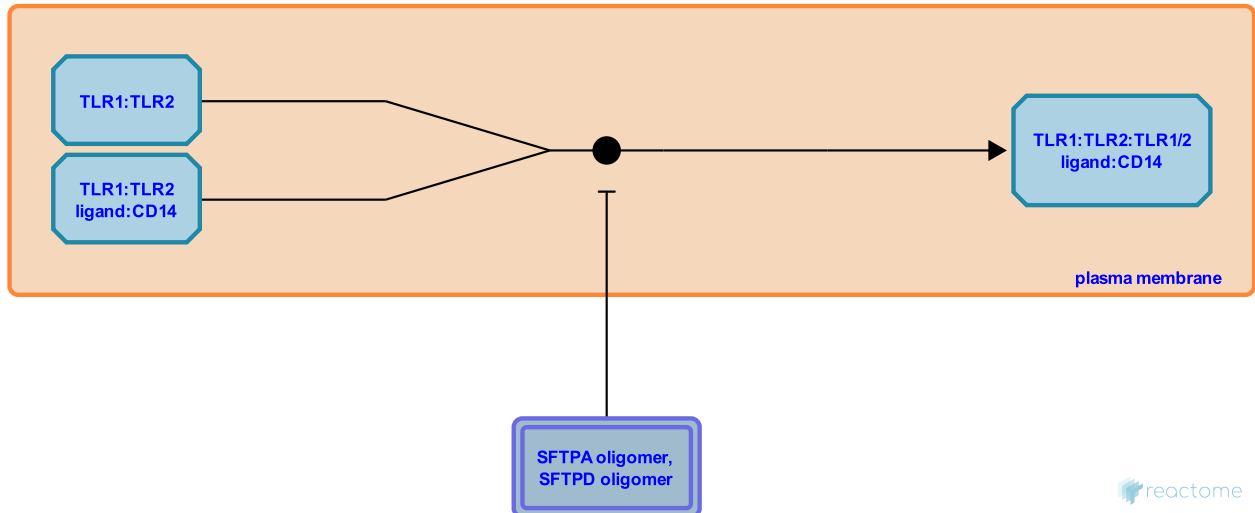 TLR1:TLR2
TLR1:TLR2
ligand:CD14
TLR1:TLR2:TLR1/2
ligand:CD14
plasma membrane
SFTPA oligomer,
SFTPD oligomer
reactome